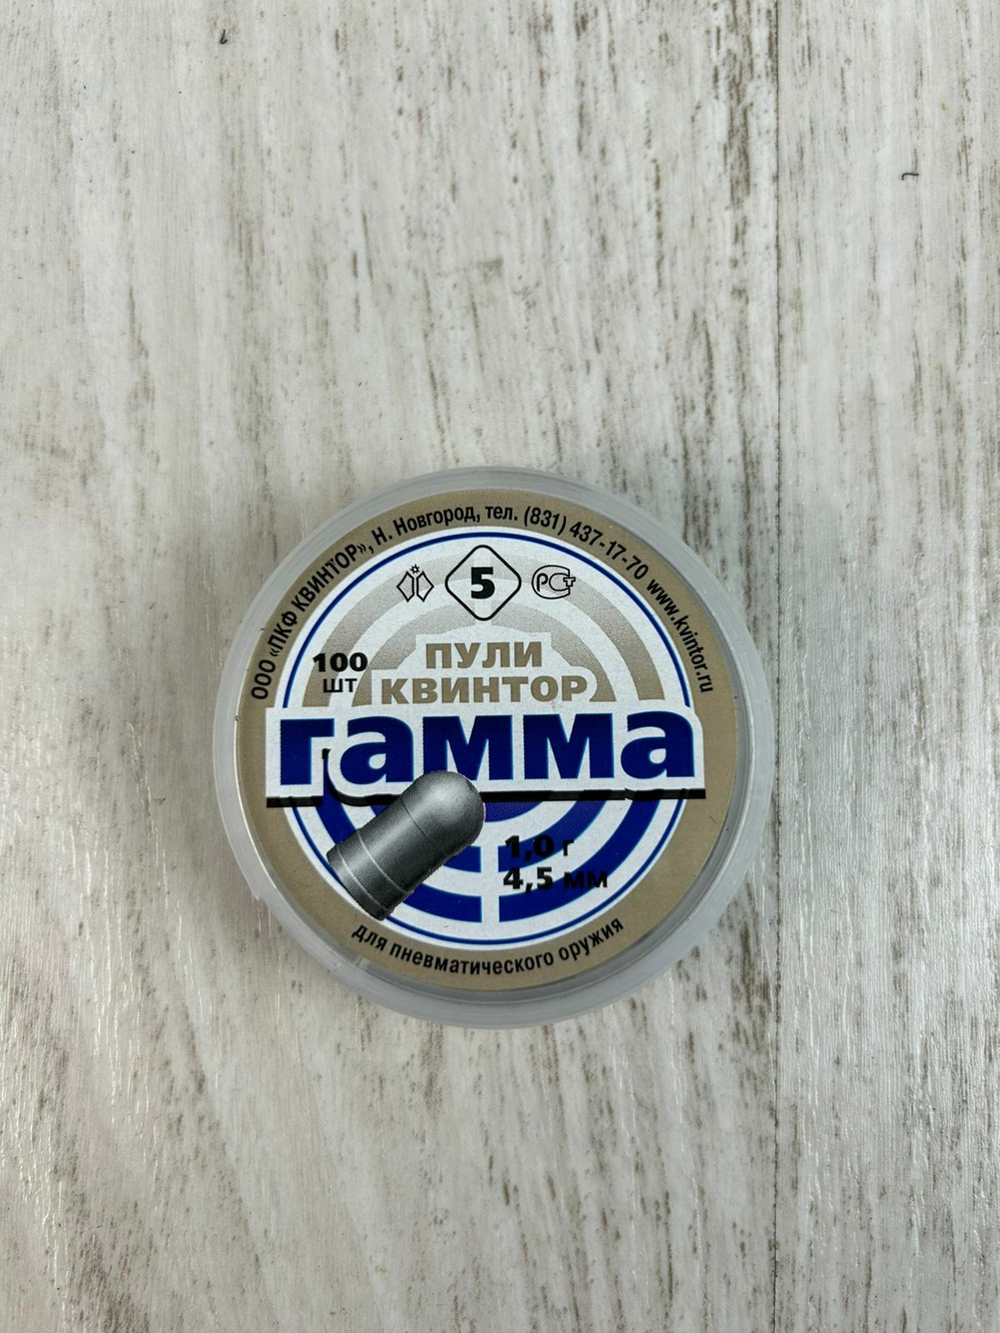 ООО «ПКФ КВИНТОР», Н. Новгород, тел. (831) 437-17-70 www.kvintor.ru
5
РСТ
100
ШТ
ПУЛИ
КВИНТОР
гамма
1,0 г
4,5 мм
для пневматического оружия